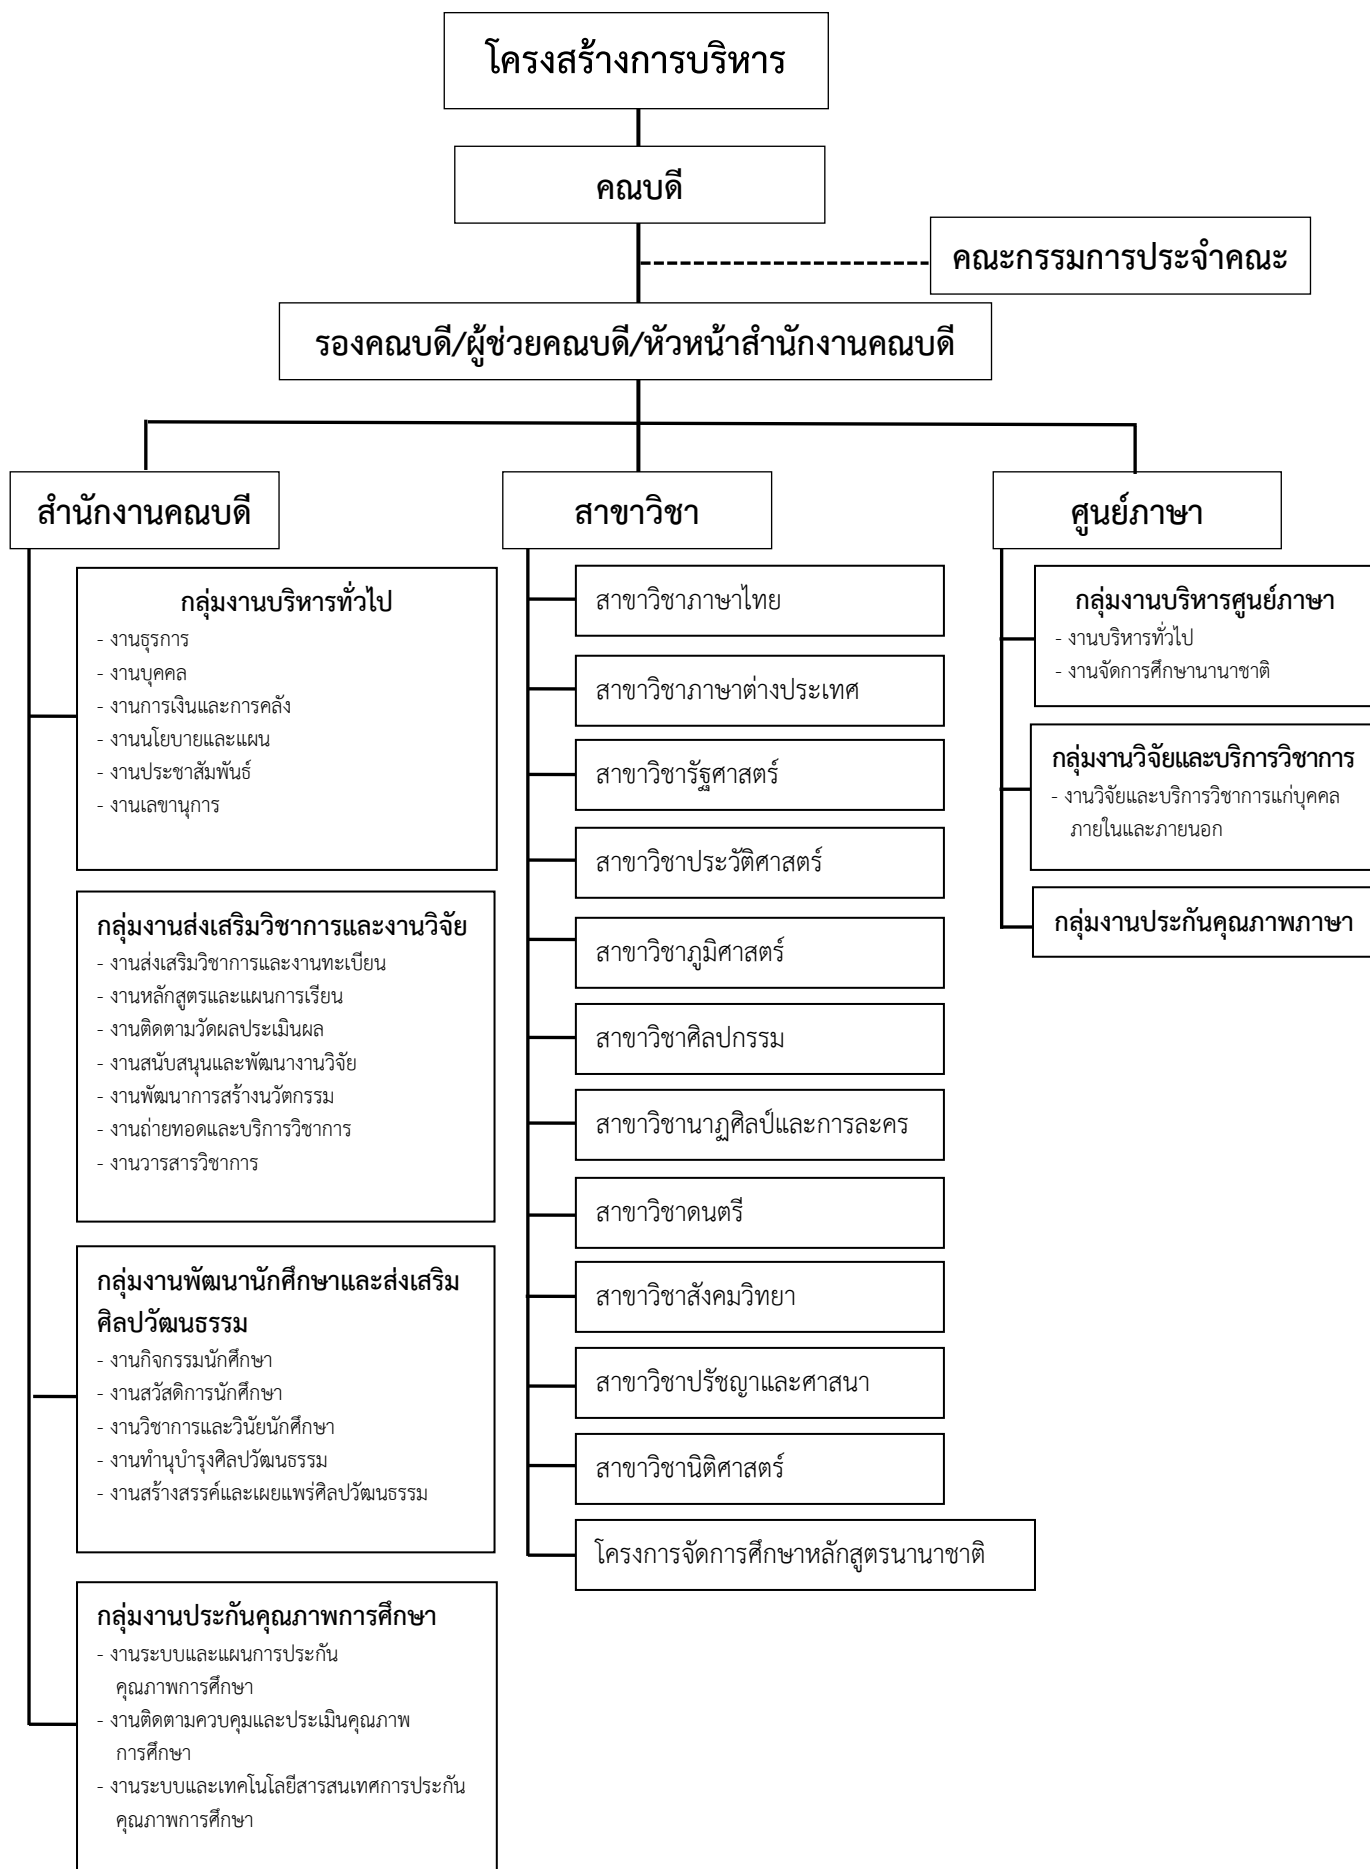 โครงสร้างการบริหาร
คณบดี
คณะกรรมการประจำคณะ
รองคณบดี/ผู้ช่วยคณบดี/หัวหน้าสำนักงานคณบดี
สำนักงานคณบดี
กลุ่มงานบริหารทั่วไป
- งานธุรการ
- งานบุคคล
- งานการเงินและการคลัง
- งานนโยบายและแผน
- งานประชาสัมพันธ์
- งานเลขานุการ
กลุ่มงานส่งเสริมวิชาการและงานวิจัย
- งานส่งเสริมวิชาการและงานทะเบียน
- งานหลักสูตรและแผนการเรียน
- งานติดตามวัดผลประเมินผล
- งานสนับสนุนและพัฒนางานวิจัย
- งานพัฒนาการสร้างนวัตกรรม
- งานถ่ายทอดและบริการวิชาการ
- งานวารสารวิชาการ
กลุ่มงานพัฒนานักศึกษาและส่งเสริม
ศิลปวัฒนธรรม
- งานกิจกรรมนักศึกษา
- งานสวัสดิการนักศึกษา
- งานวิชาการและวินัยนักศึกษา
- งานทำนุบำรุงศิลปวัฒนธรรม
- งานสร้างสรรค์และเผยแพร่ศิลปวัฒนธรรม
กลุ่มงานประกันคุณภาพการศึกษา
- งานระบบและแผนการประกัน
คุณภาพการศึกษา
- งานติดตามควบคุมและประเมินคุณภาพ
การศึกษา
- งานระบบและเทคโนโลยีสารสนเทศการประกัน
คุณภาพการศึกษา
สาขาวิชา
สาขาวิชาภาษาไทย
สาขาวิชาภาษาต่างประเทศ
สาขาวิชารัฐศาสตร์
สาขาวิชาประวัติศาสตร์
สาขาวิชาภูมิศาสตร์
สาขาวิชาศิลปกรรม
สาขาวิชานาฏศิลป์และการละคร
สาขาวิชาดนตรี
สาขาวิชาสังคมวิทยา
สาขาวิชาปรัชญาและศาสนา
สาขาวิชานิติศาสตร์
โครงการจัดการศึกษาหลักสูตรนานาชาติ
ศูนย์ภาษา
กลุ่มงานบริหารศูนย์ภาษา
- งานบริหารทั่วไป
- งานจัดการศึกษานานาชาติ
กลุ่มงานวิจัยและบริการวิชาการ
- งานวิจัยและบริการวิชาการแก่บุคคล
ภายในและภายนอก
กลุ่มงานประกันคุณภาพภาษา